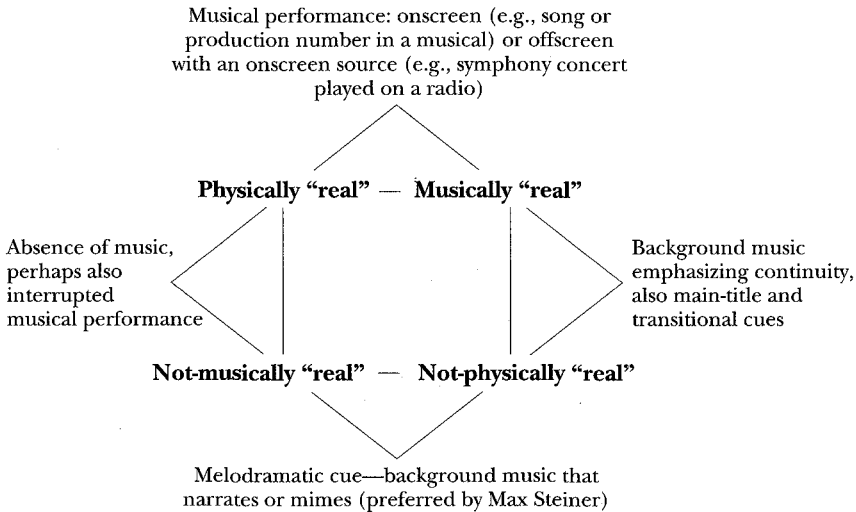 Musical performance: onscreen (e.g., song or
production number in a musical) or offscreen
with an onscreen source (e.g., symphony concert
played on a radio)
Physically “real” — Musically “real”
Absence of music,
perhaps also
interrupted
musical performance
Background music
emphasizing continuity,
also main-title and
transitional cues
Not-musically “real” — Not-physically “real”
Melodramatic cue—background music that
narrates or mimes (preferred by Max Steiner)